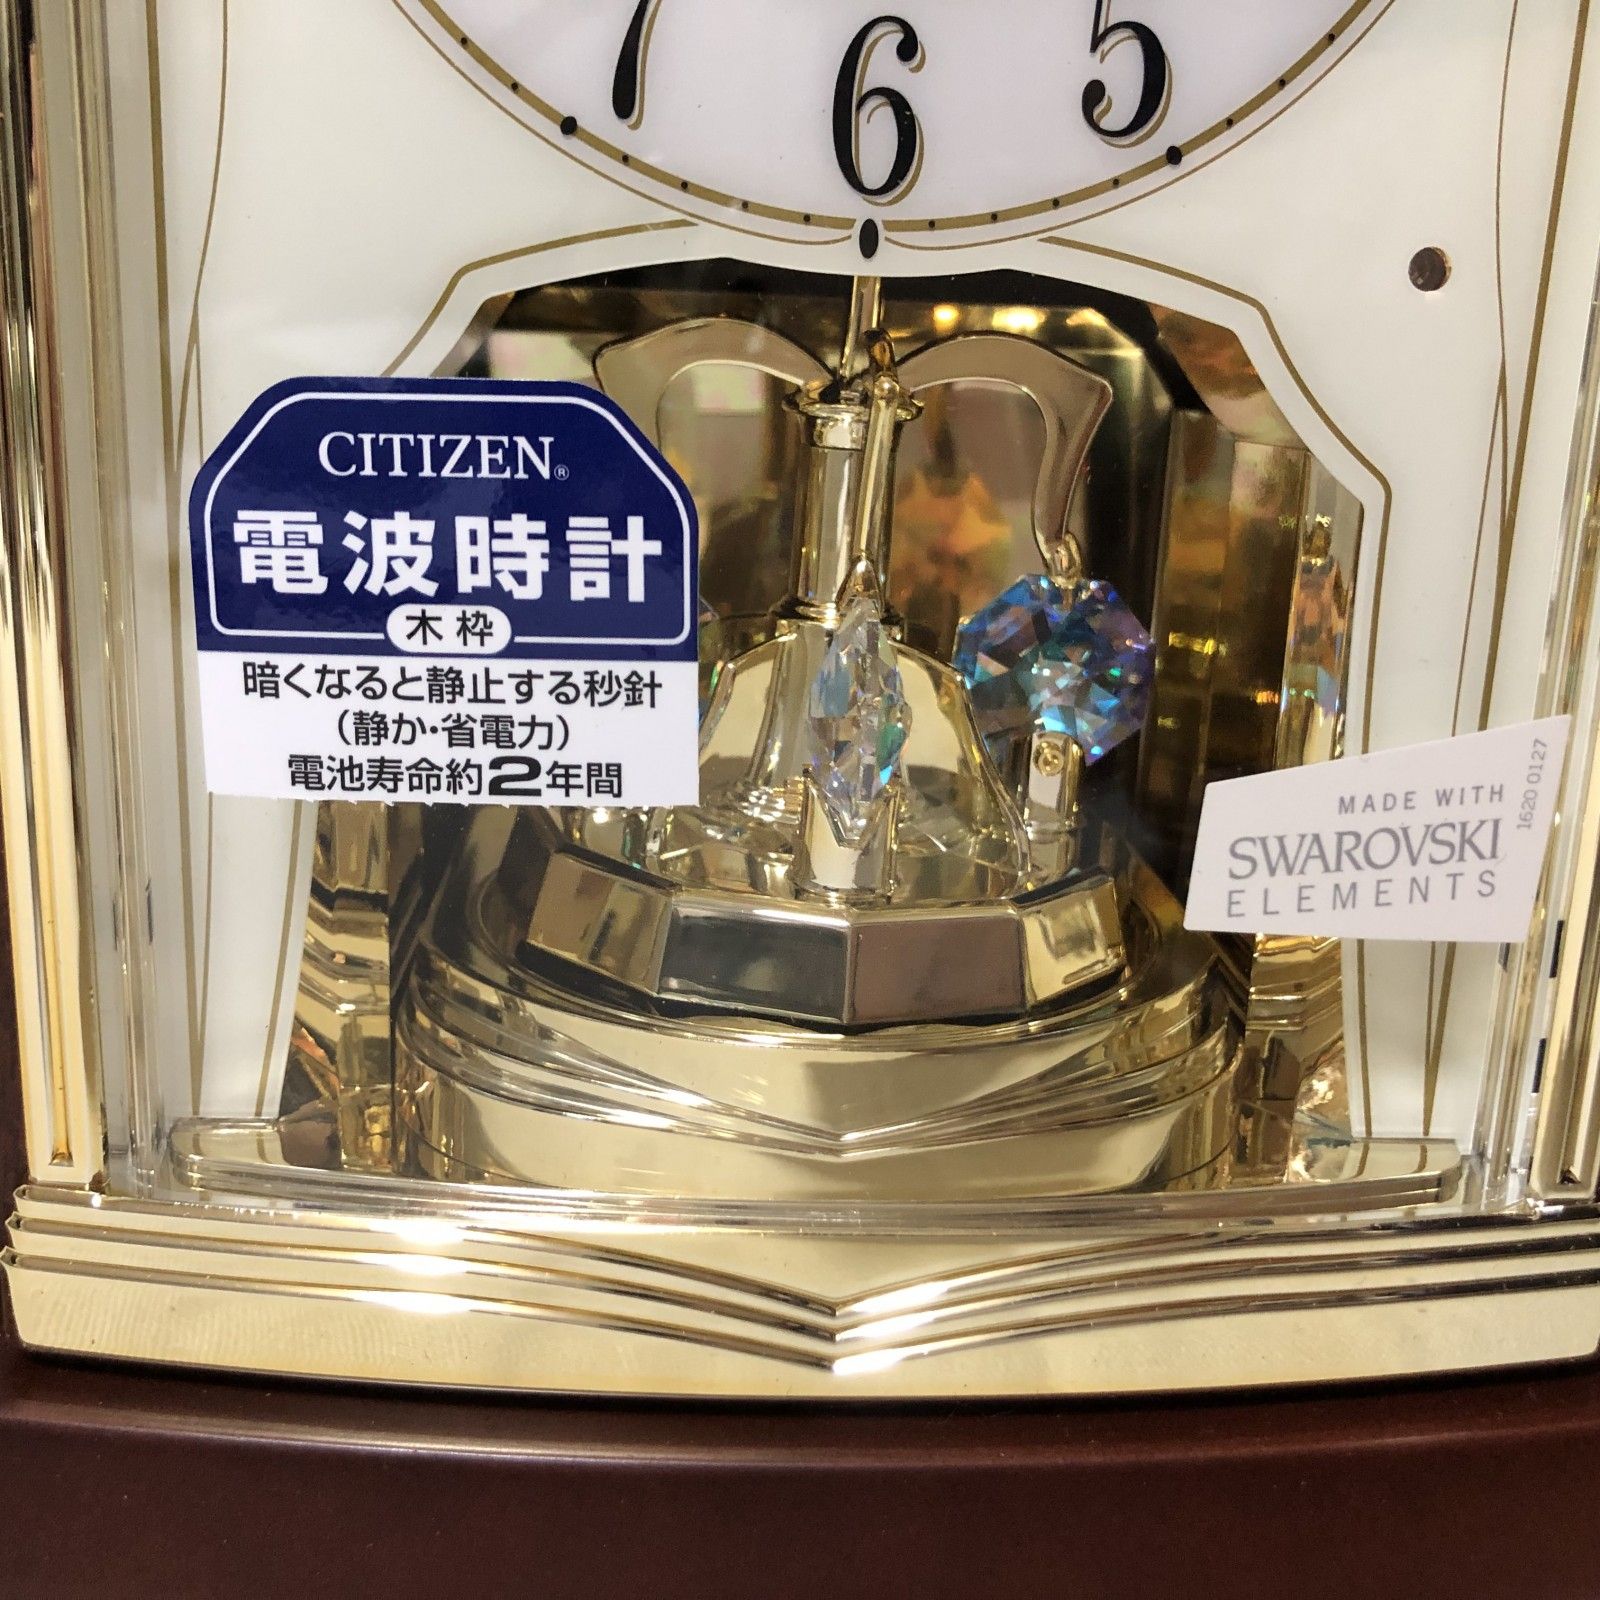 7 6 5
CITIZEN®
電波時計
木枠
暗くなると静止する秒針
(静か・省電力)
電池寿命約2年間
MADE WITH
SWAROVSKI
ELEMENTS
1620 0127